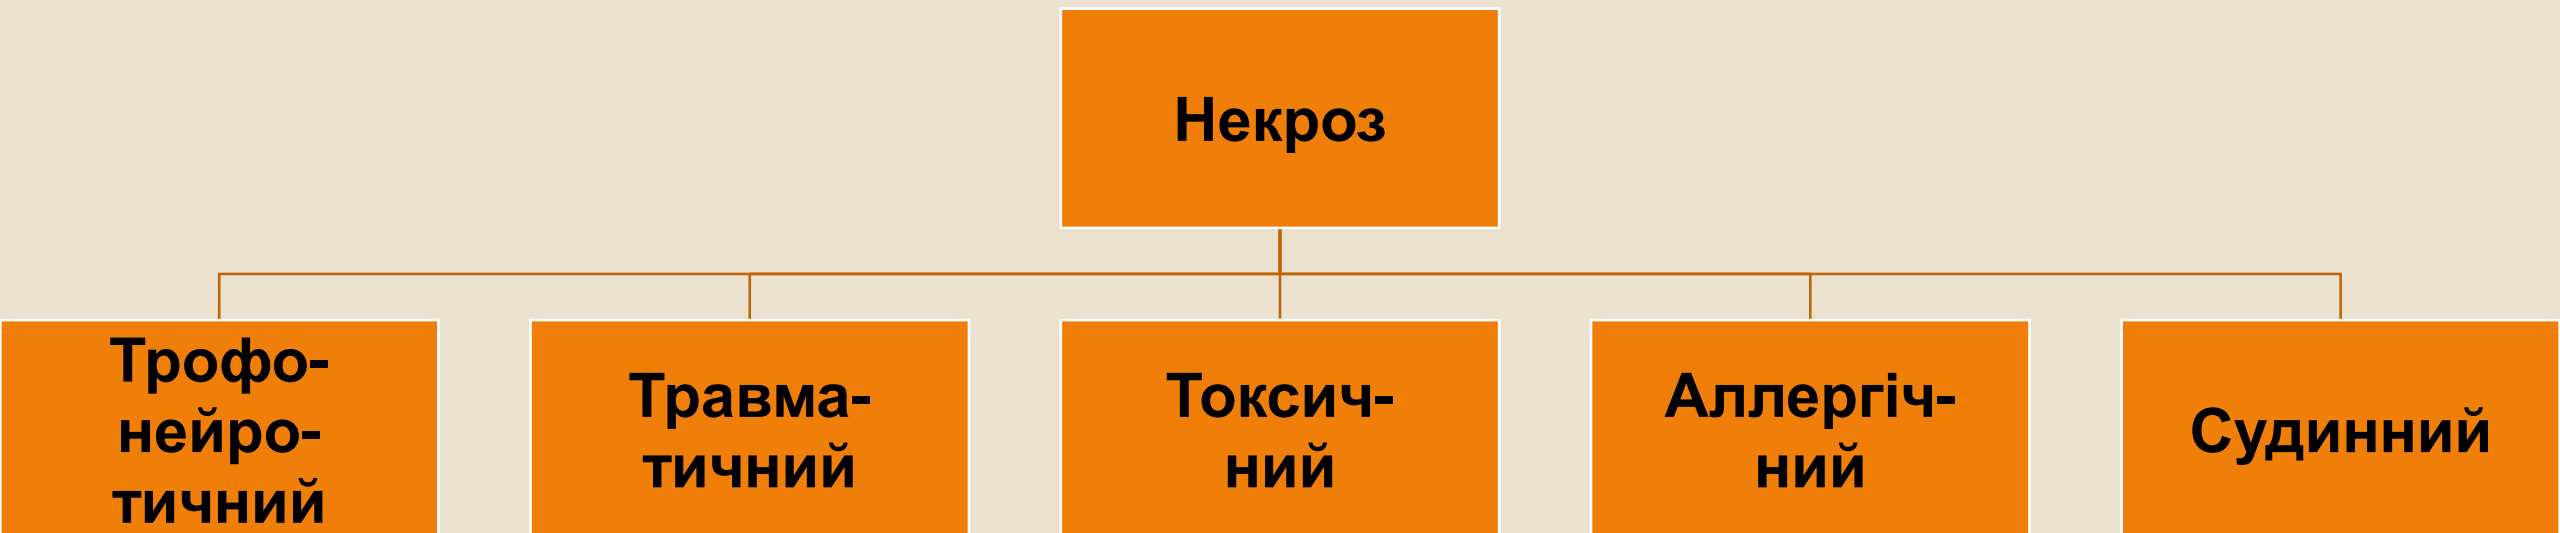 Некроз
Трофо-
нейро-
тичний
Травма-
тичний
Токсич-
ний
Аллергіч-
ний
Судинний